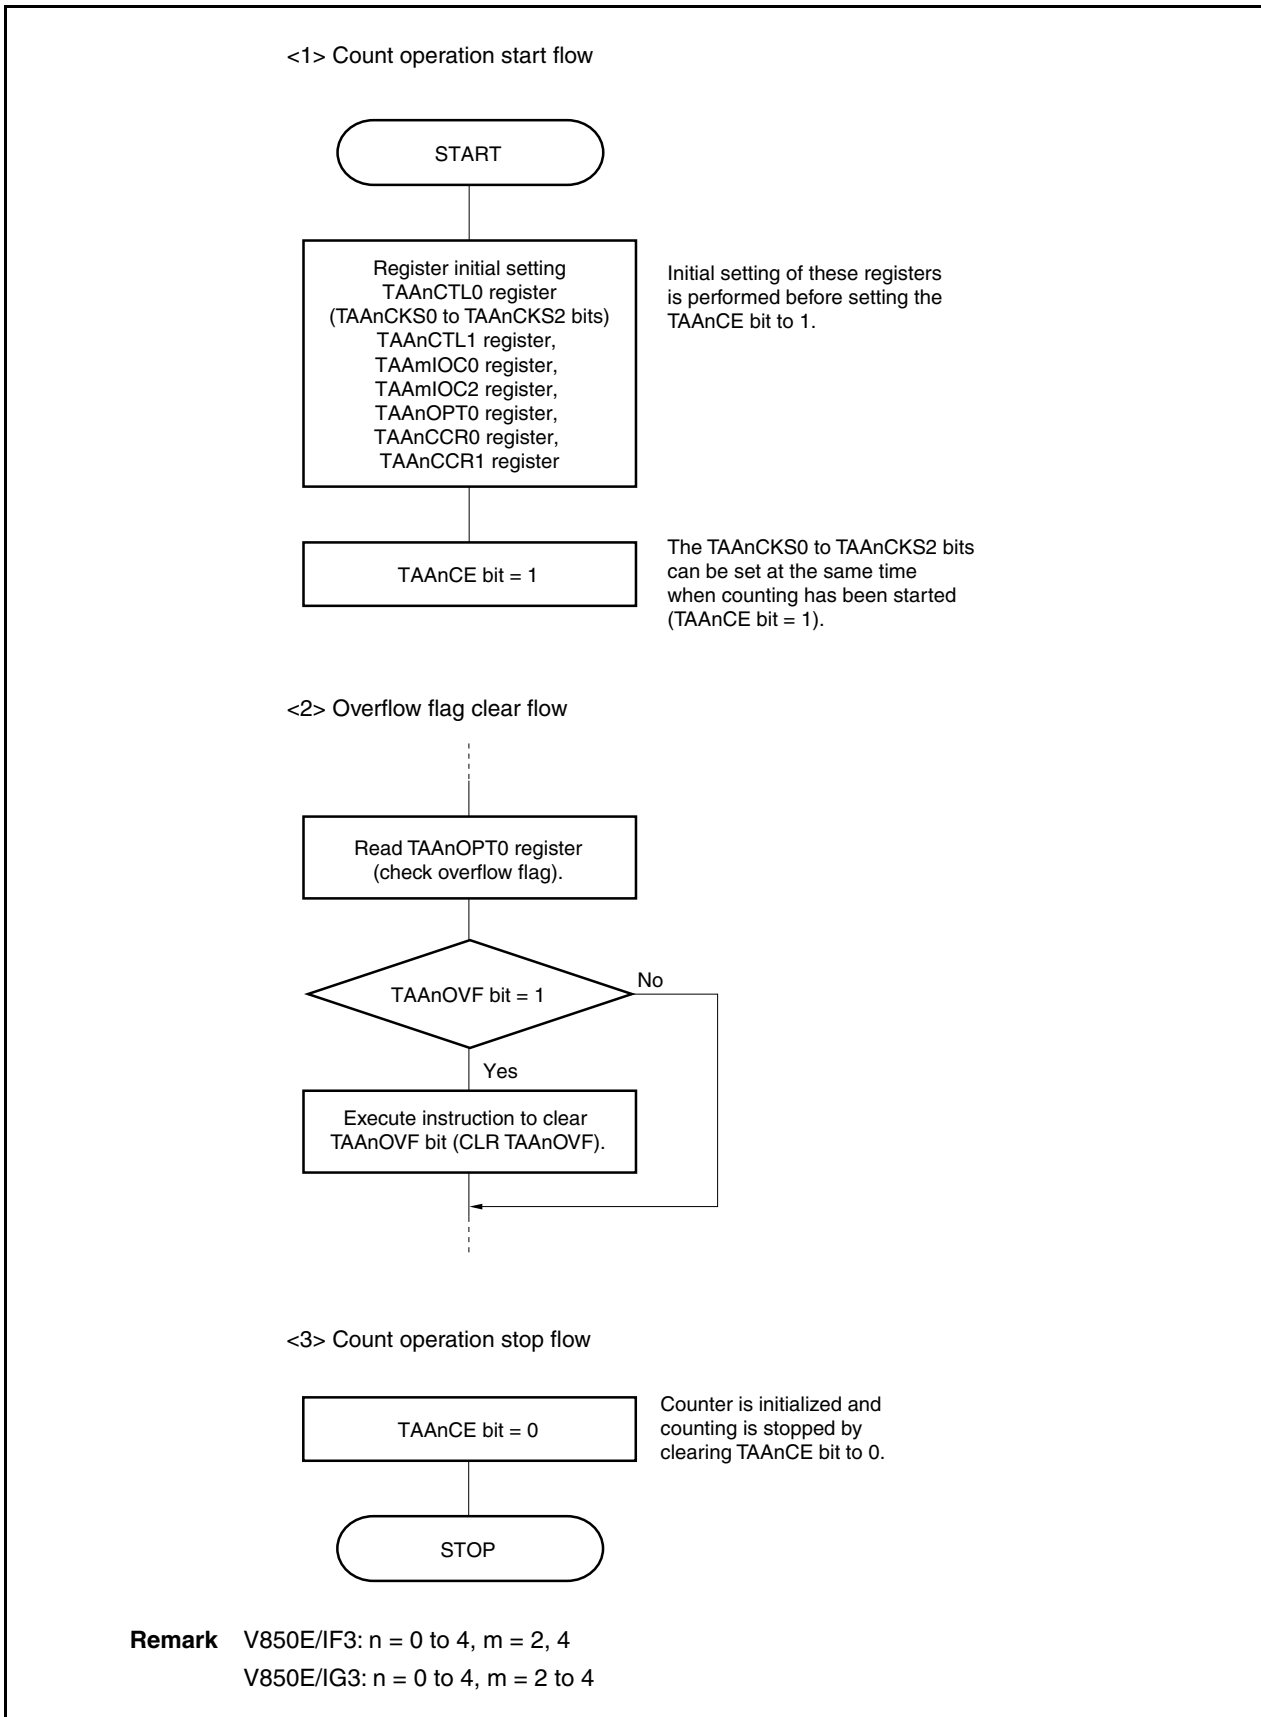 <1> Count operation start flow
START
Register initial setting
TAAnCTL0 register
(TAAnCKS0 to TAAnCKS2 bits)
TAAnCTL1 register,
TAAmIOC0 register,
TAAmIOC2 register,
TAAnOPT0 register,
TAAnCCR0 register,
TAAnCCR1 register
Initial setting of these registers
is performed before setting the
TAAnCE bit to 1.
TAAnCE bit = 1
The TAAnCKS0 to TAAnCKS2 bits
can be set at the same time
when counting has been started
(TAAnCE bit = 1).
<2> Overflow flag clear flow
Read TAAnOPT0 register
(check overflow flag).
TAAnOVF bit = 1
No
Yes
Execute instruction to clear
TAAnOVF bit (CLR TAAnOVF).
<3> Count operation stop flow
TAAnCE bit = 0
Counter is initialized and
counting is stopped by
clearing TAAnCE bit to 0.
STOP
Remark V850E/IF3: n = 0 to 4, m = 2, 4
V850E/IG3: n = 0 to 4, m = 2 to 4